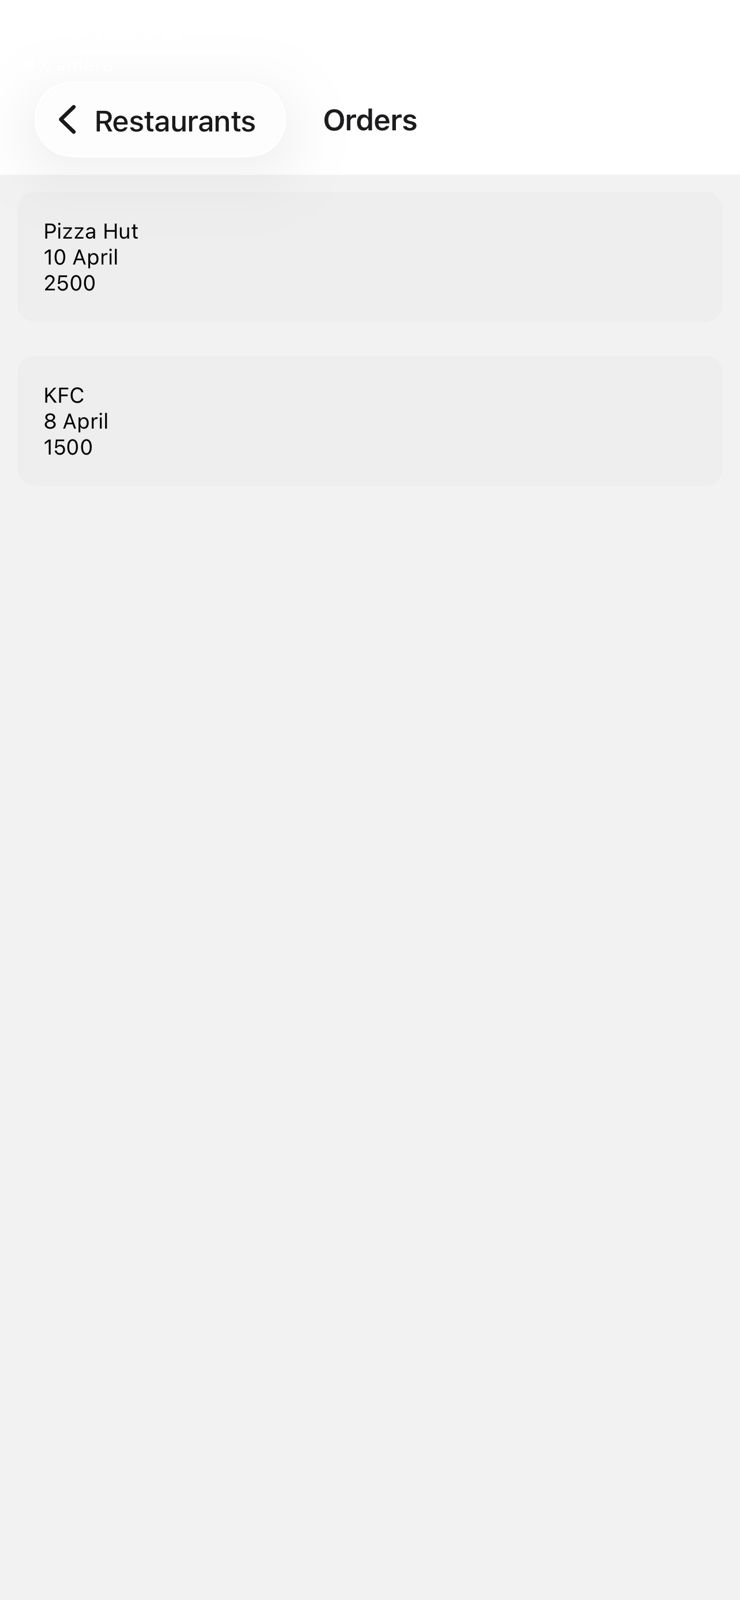 Restaurants
Orders
Pizza Hut
10 April
2500
KFC
8 April
1500